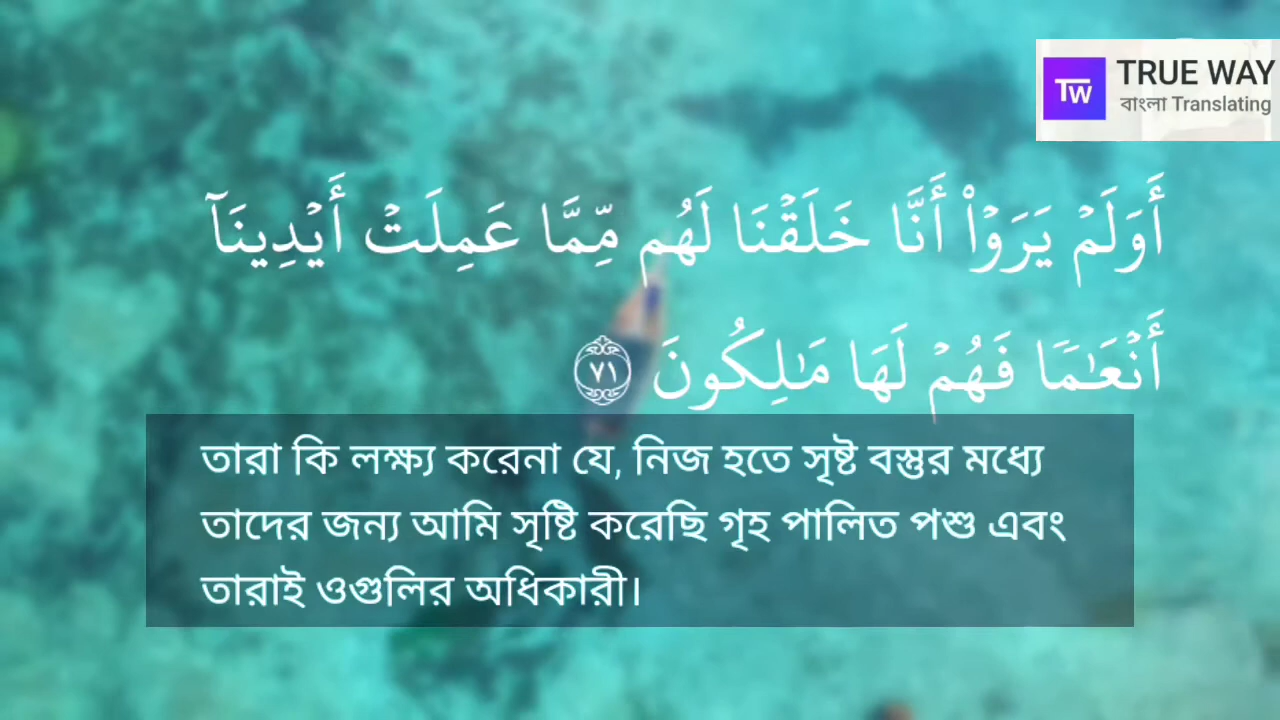 TRUE WAY
TW
বাংলা Translating
أَوَلَمْ يَرَوْا۟ أَنَّا خَلَقْنَا لَهُم مِّمَّا عَمِلَتْ أَيْدِينَآ
أَنْعَـٰمًا فَهُمْ لَهَا مَـٰلِكُونَ ٧١
তারা কি লক্ষ্য করেনা যে, নিজ হতে সৃষ্ট বস্তুর মধ্যে
তাদের জন্য আমি সৃষ্টি করেছি গৃহ পালিত পশু এবং
তারাই ওগুলির অধিকারী।